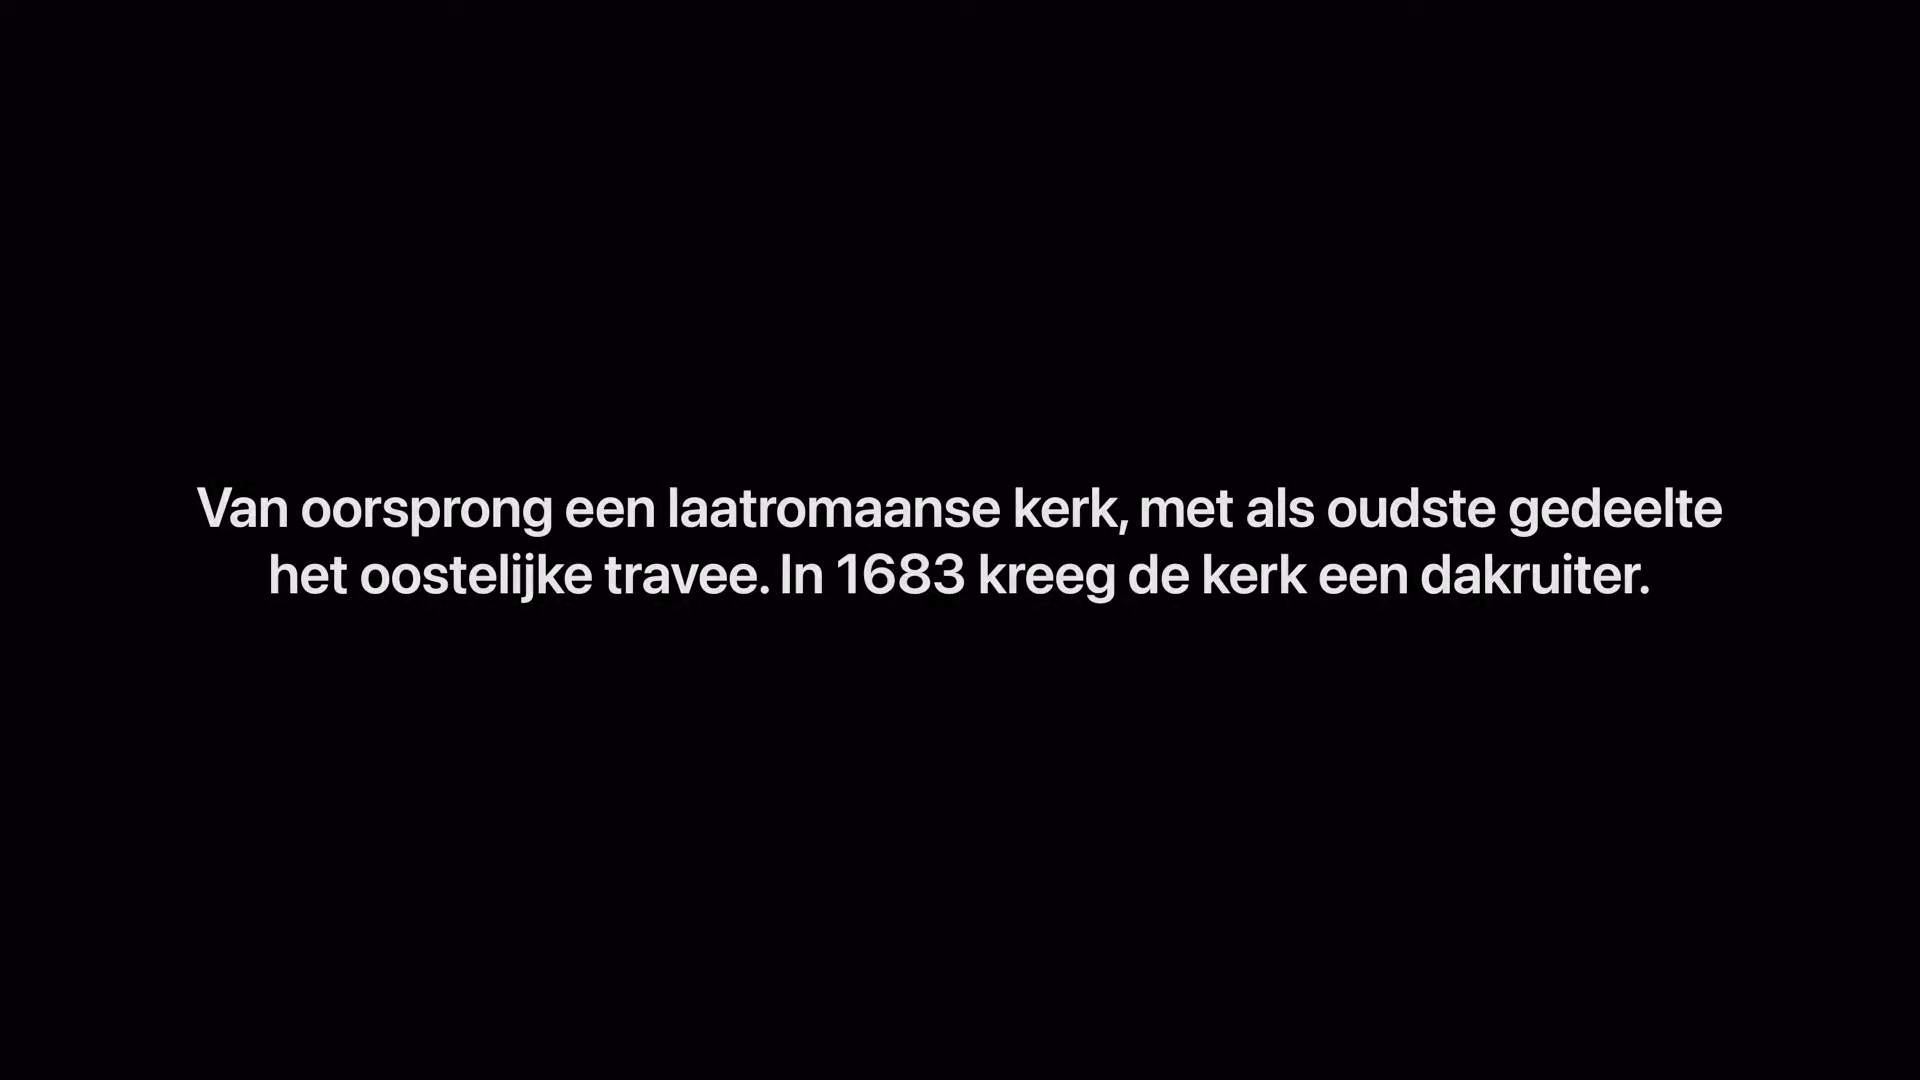 Van oorsprong een laatromaanse kerk, met als oudste gedeelte
het oostelijke travee. In 1683 kreeg de kerk een dakruiter.